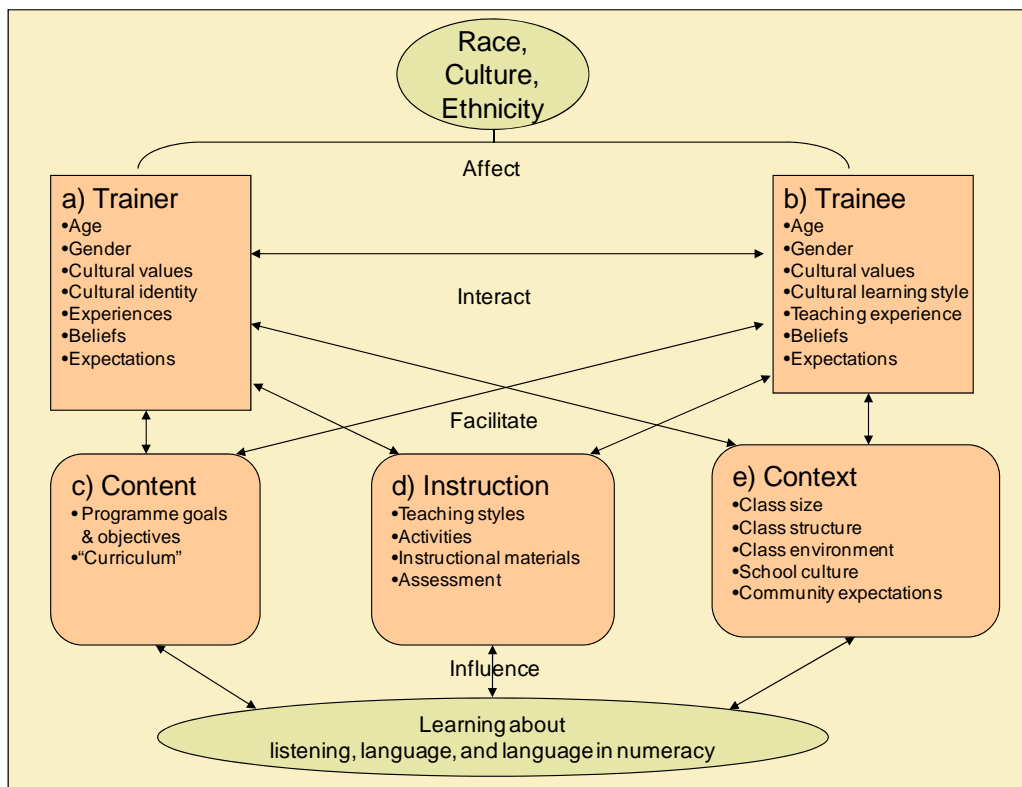 Race,
Culture,
Ethnicity
Affect
a) Trainer
•Age
•Gender
•Cultural values
•Cultural identity
•Experiences
•Beliefs
•Expectations
b) Trainee
•Age
•Gender
•Cultural values
•Cultural learning style
•Teaching experience
•Beliefs
•Expectations
Interact
Facilitate
c) Content
• Programme goals
& objectives
•“Curriculum”
d) Instruction
•Teaching styles
•Activities
•Instructional materials
•Assessment
e) Context
•Class size
•Class structure
•Class environment
•School culture
•Community expectations
Influence
Learning about
listening, language, and language in numeracy